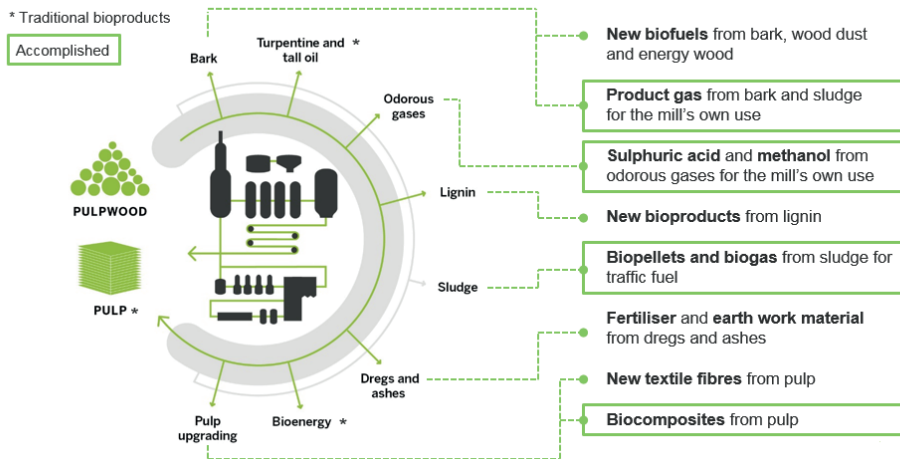 * Traditional bioproducts
Accomplished
Bark
Turpentine and *
tall oil
Odorous
gases
Lignin
Sludge
Dregs and
ashes
Bioenergy *
Pulp
upgrading
PULPWOOD
PULP *
New biofuels from bark, wood dust
and energy wood
Product gas from bark and sludge
for the mill’s own use
Sulphuric acid and methanol from
odorous gases for the mill’s own use
New bioproducts from lignin
Biopellets and biogas from sludge for
traffic fuel
Fertiliser and earth work material
from dregs and ashes
New textile fibres from pulp
Biocomposites from pulp